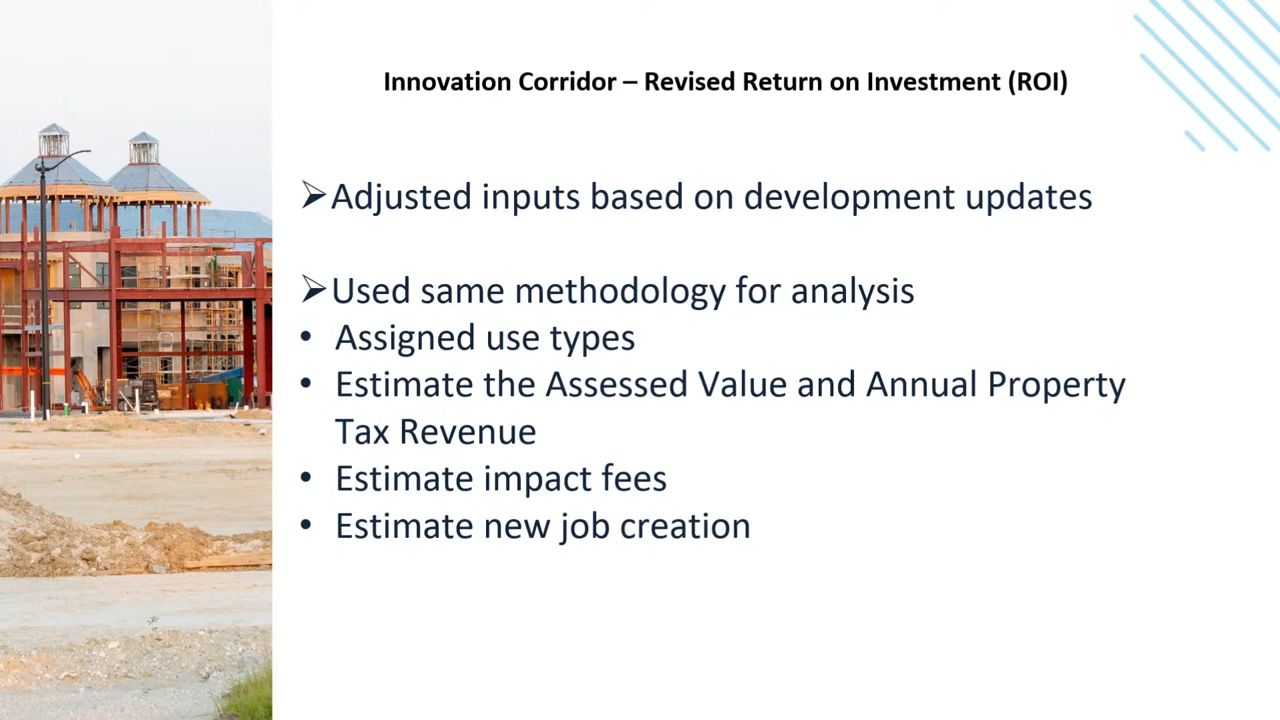 Innovation Corridor – Revised Return on Investment (ROI)
➢Adjusted inputs based on development updates
➢Used same methodology for analysis
• Assigned use types
• Estimate the Assessed Value and Annual Property
Tax Revenue
• Estimate impact fees
• Estimate new job creation